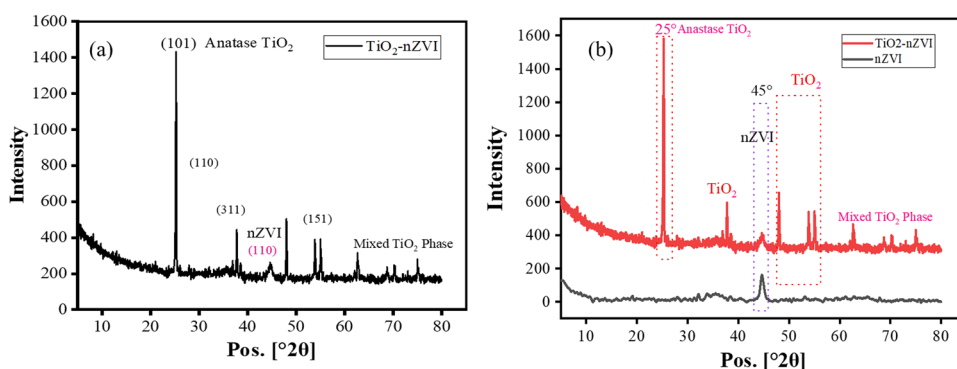 (a)
(101) Anatase TiO₂
TiO₂-nZVI
(110)
(311)
nZVI
(110)
(151)
Mixed TiO₂ Phase
Intensity
1600
1400
1200
1000
800
600
400
200
0
10 20 30 40 50 60 70 80
Pos. [°2θ]
(b)
25° Anastase TiO₂
TiO2-nZVI
nZVI
45°
TiO₂
nZVI
TiO₂
Mixed TiO₂ Phase
Intensity
1600
1400
1200
1000
800
600
400
200
0
10 20 30 40 50 60 70 80
Pos. [°2θ]